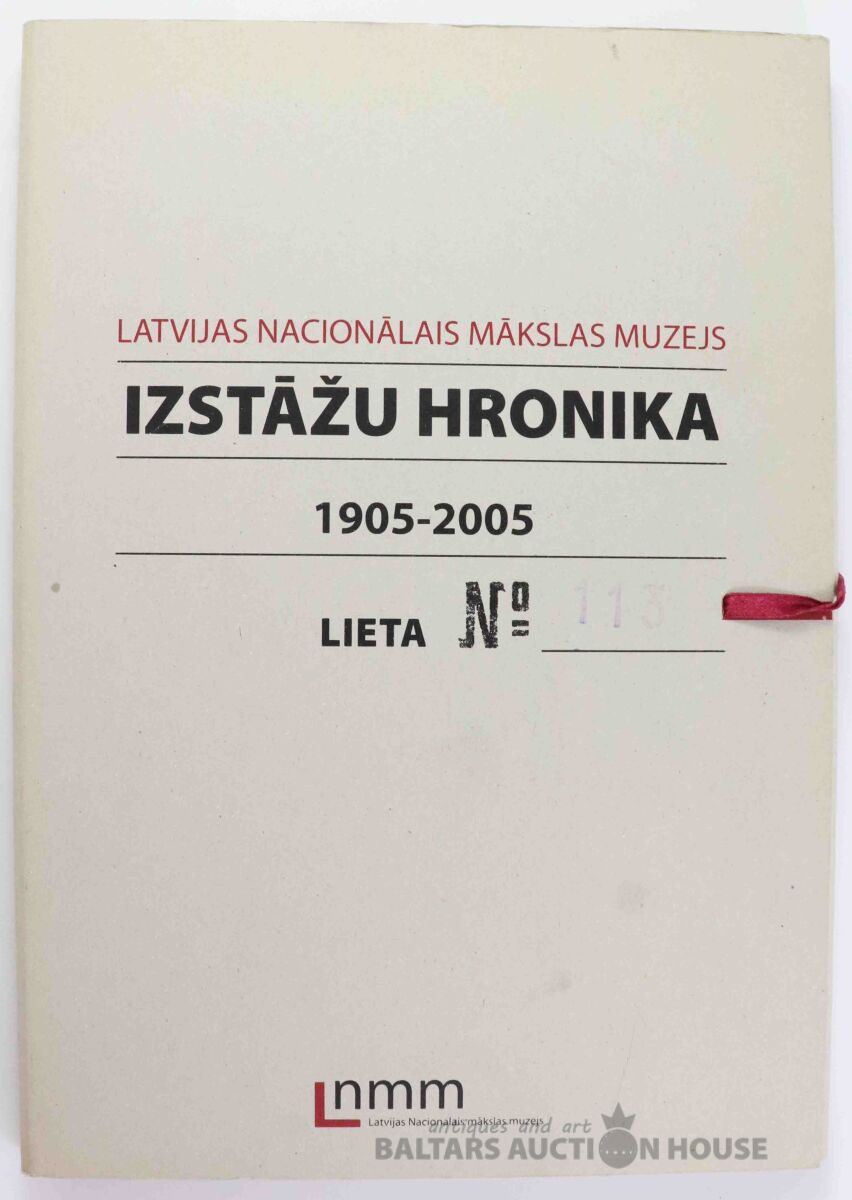 LATVIJAS NACIONĀLAIS MĀKSLAS MUZEJS
IZSTĀŽU HRONIKA
1905-2005
LIETA №
Lnmm
Latvijas Nacionālais mākslas muzejs
antiques and art
BALTARS AUCTION HOUSE